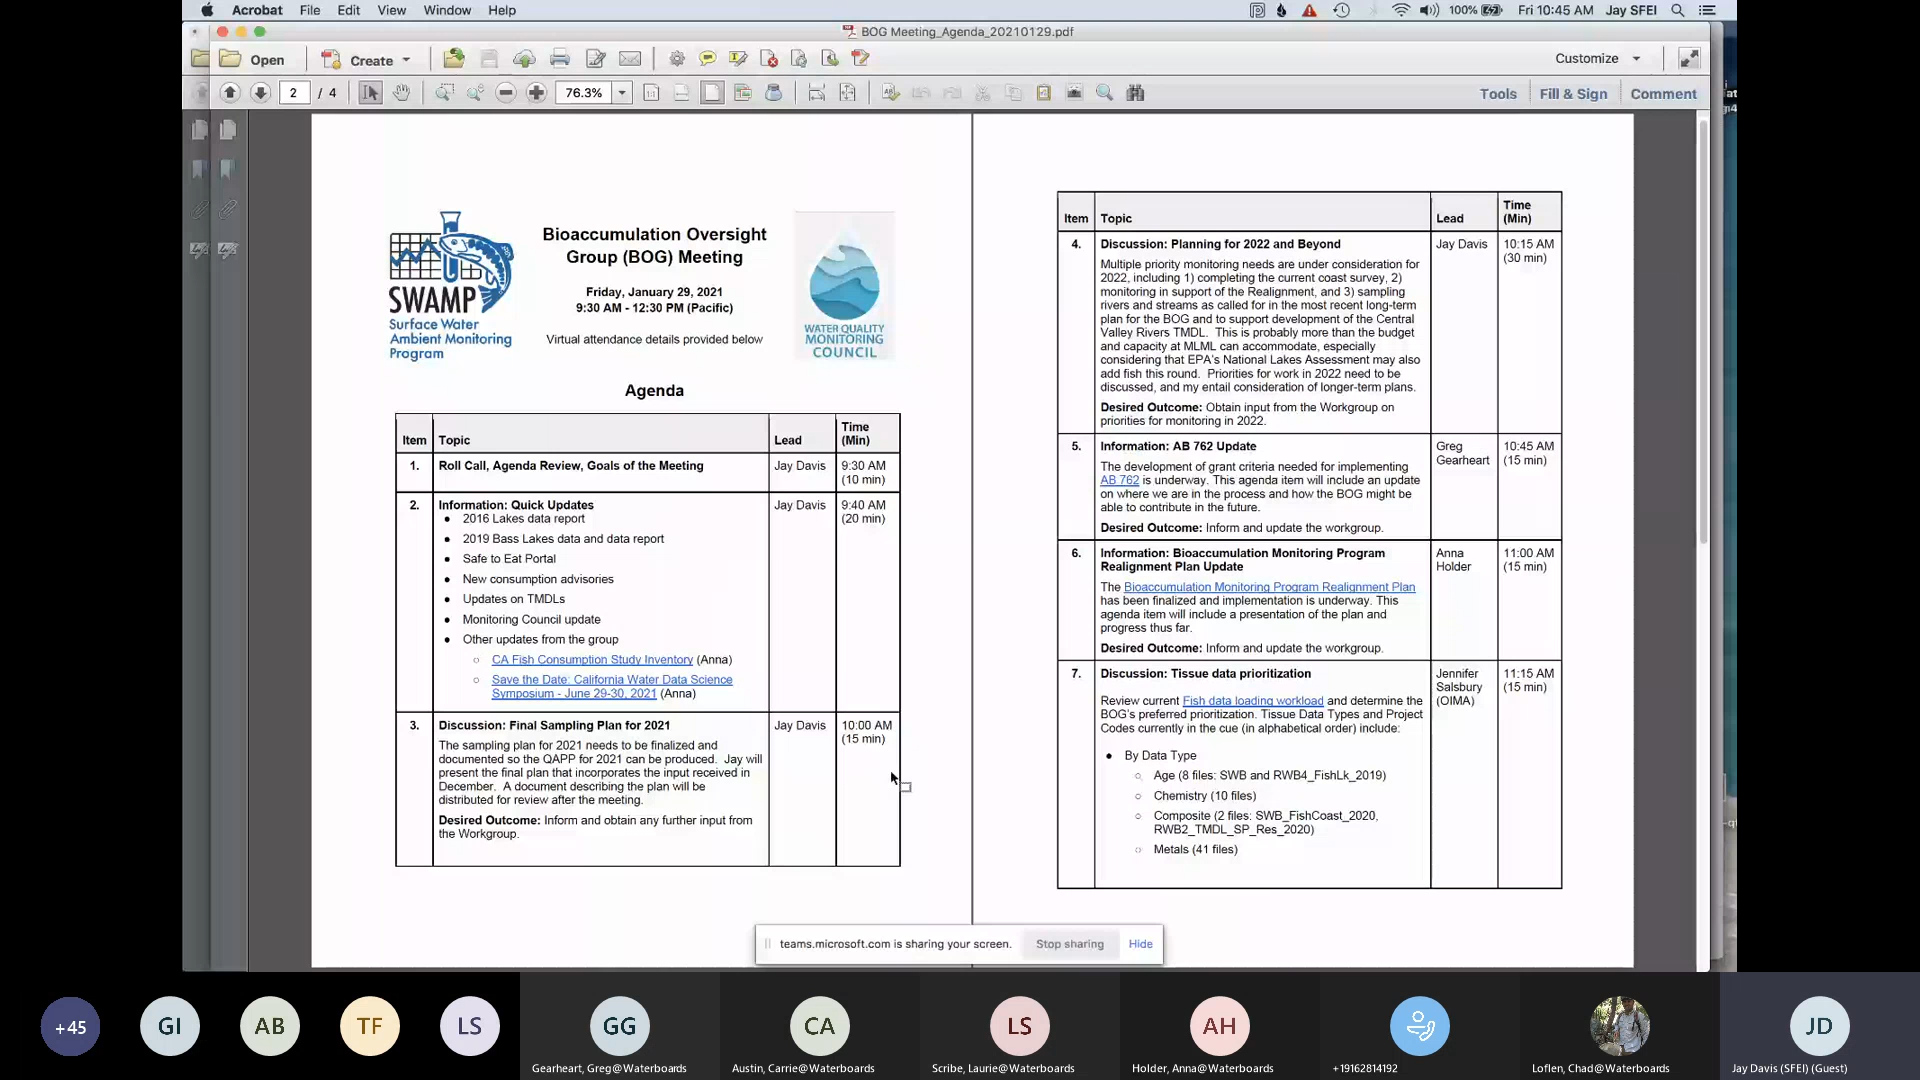 Acrobat File Edit View Window Help
100% Fri 10:45 AM Jay SFEI
BOG Meeting_Agenda_20210129.pdf
Open Create Customize
2 / 4 76.3% Tools Fill & Sign Comment
SWAMP
Surface Water
Ambient Monitoring
Program
Bioaccumulation Oversight
Group (BOG) Meeting
Friday, January 29, 2021
9:30 AM - 12:30 PM (Pacific)
Virtual attendance details provided below
WATER QUALITY
MONITORING
COUNCIL
Agenda
Item Topic Lead Time (Min)
1. Roll Call, Agenda Review, Goals of the Meeting Jay Davis 9:30 AM
(10 min)
2. Information: Quick Updates Jay Davis 9:40 AM
(20 min)
● 2016 Lakes data report
● 2019 Bass Lakes data and data report
● Safe to Eat Portal
● New consumption advisories
● Updates on TMDLs
● Monitoring Council update
● Other updates from the group
○ CA Fish Consumption Study Inventory (Anna)
○ Save the Date: California Water Data Science
Symposium - June 29-30, 2021 (Anna)
3. Discussion: Final Sampling Plan for 2021 Jay Davis 10:00 AM
(15 min)
The sampling plan for 2021 needs to be finalized and
documented so the QAPP for 2021 can be produced. Jay will
present the final plan that incorporates the input received in
December. A document describing the plan will be
distributed for review after the meeting.
Desired Outcome: Inform and obtain any further input from
the Workgroup.
Item Topic Lead Time (Min)
4. Discussion: Planning for 2022 and Beyond Jay Davis 10:15 AM
(30 min)
Multiple priority monitoring needs are under consideration for
2022, including 1) completing the current coast survey, 2)
monitoring in support of the Realignment, and 3) sampling
rivers and streams as called for in the most recent long-term
plan for the BOG and to support development of the Central
Valley Rivers TMDL. This is probably more than the budget
and capacity at MLML can accommodate, especially
considering that EPA's National Lakes Assessment may also
add fish this round. Priorities for work in 2022 need to be
discussed, and my entail consideration of longer-term plans.
Desired Outcome: Obtain input from the Workgroup on
priorities for monitoring in 2022.
5. Information: AB 762 Update Greg Gearheart 10:45 AM
(15 min)
The development of grant criteria needed for implementing
AB 762 is underway. This agenda item will include an update
on where we are in the process and how the BOG might be
able to contribute in the future.
Desired Outcome: Inform and update the workgroup.
6. Information: Bioaccumulation Monitoring Program
Realignment Plan Update Anna Holder 11:00 AM
(15 min)
The Bioaccumulation Monitoring Program Realignment Plan
has been finalized and implementation is underway. This
agenda item will include a presentation of the plan and
progress thus far.
Desired Outcome: Inform and update the workgroup.
7. Discussion: Tissue data prioritization Jennifer Salsbury (OIMA) 11:15 AM
(15 min)
Review current Fish data loading workload and determine the
BOG's preferred prioritization. Tissue Data Types and Project
Codes currently in the cue (in alphabetical order) include:
● By Data Type
○ Age (8 files: SWB and RWB4_FishLk_2019)
○ Chemistry (10 files)
○ Composite (2 files: SWB_FishCoast_2020,
RWB2_TMDL_SP_Res_2020)
○ Metals (41 files)
teams.microsoft.com is sharing your screen. Stop sharing Hide
+45 GI AB TF LS GG CA LS AH JD
Gearheart, Greg@Waterboards
Austin, Carrie@Waterboards
Scribe, Laurie@Waterboards
Holder, Anna@Waterboards
+19162814192
Loflen, Chad@Waterboards
Jay Davis (SFEI) (Guest)